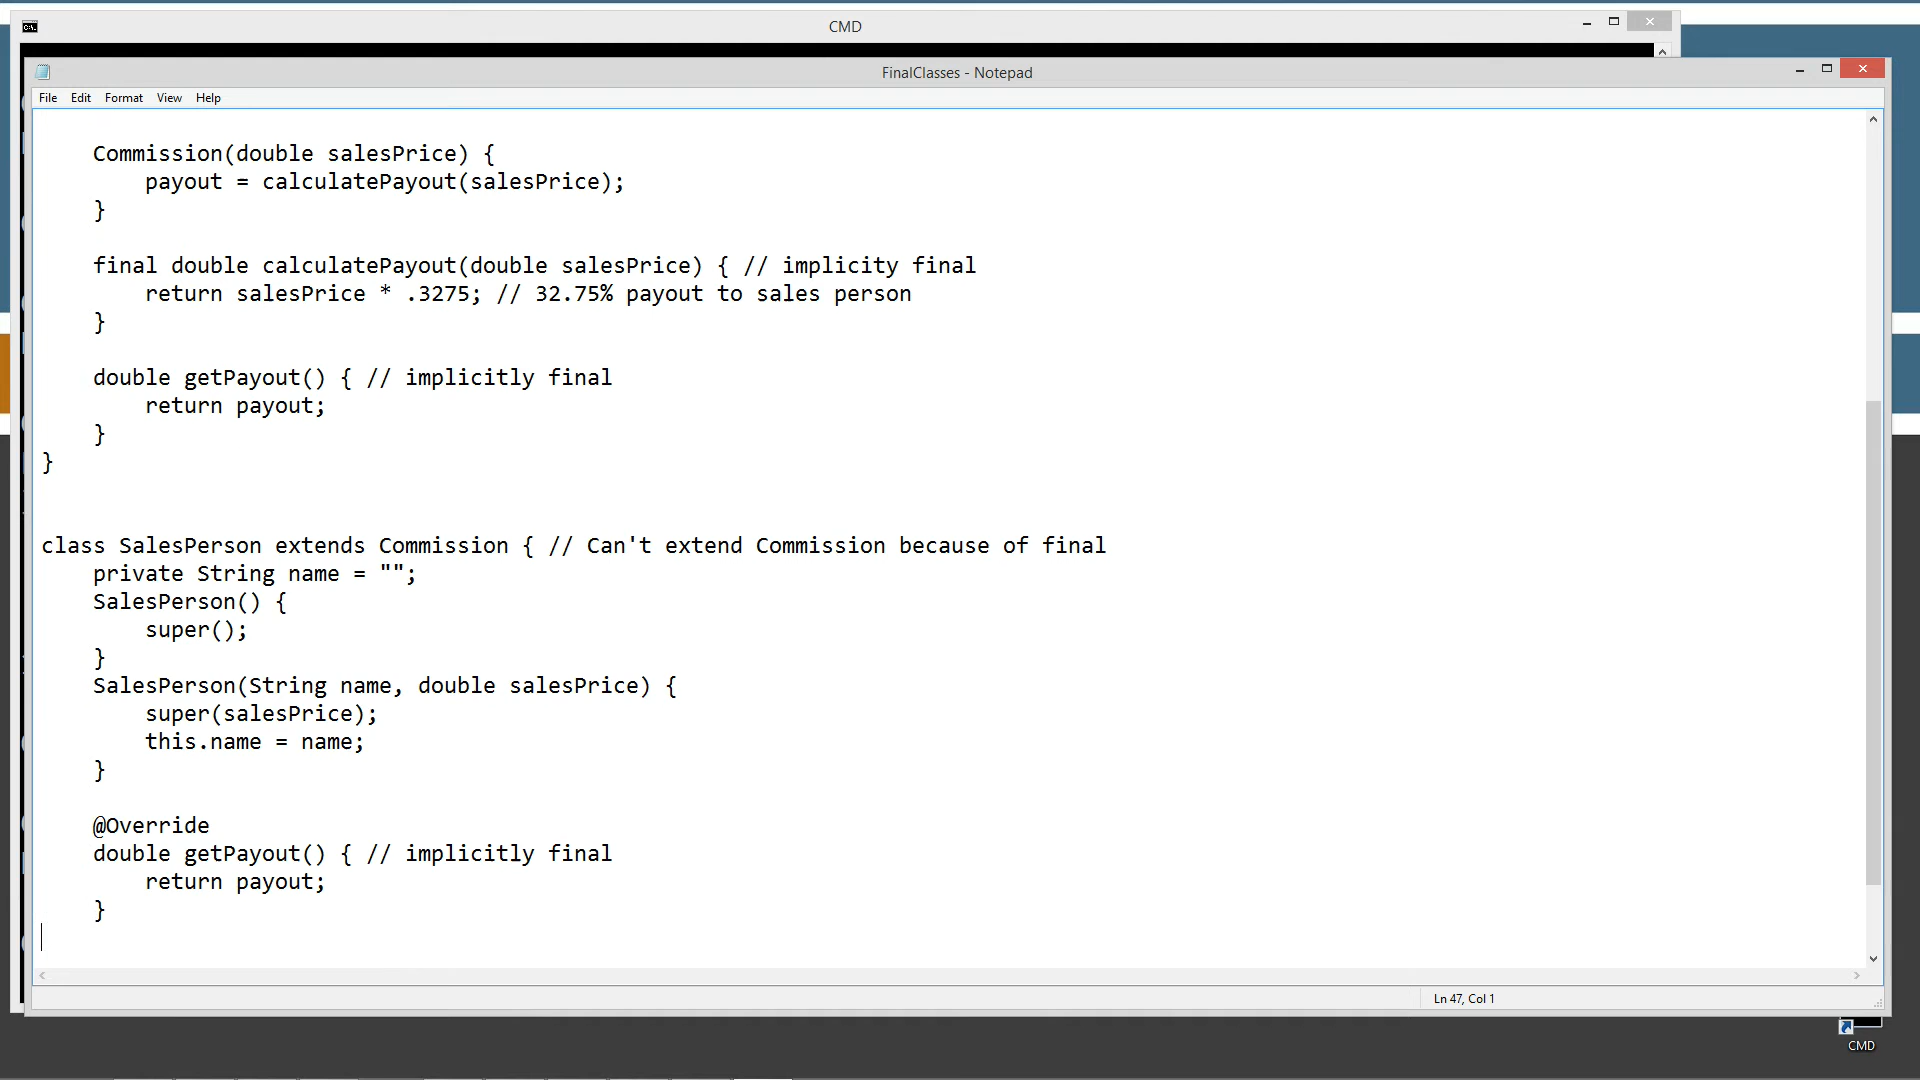 CMD
FinalClasses - Notepad
File Edit Format View Help
Commission(double salesPrice) {
payout = calculatePayout(salesPrice);
}
final double calculatePayout(double salesPrice) { // implicity final
return salesPrice * .3275; // 32.75% payout to sales person
}
double getPayout() { // implicitly final
return payout;
}
}
class SalesPerson extends Commission { // Can't extend Commission because of final
private String name = "";
SalesPerson() {
super();
}
SalesPerson(String name, double salesPrice) {
super(salesPrice);
this.name = name;
}
@Override
double getPayout() { // implicitly final
return payout;
}
Ln 47, Col 1
CMD